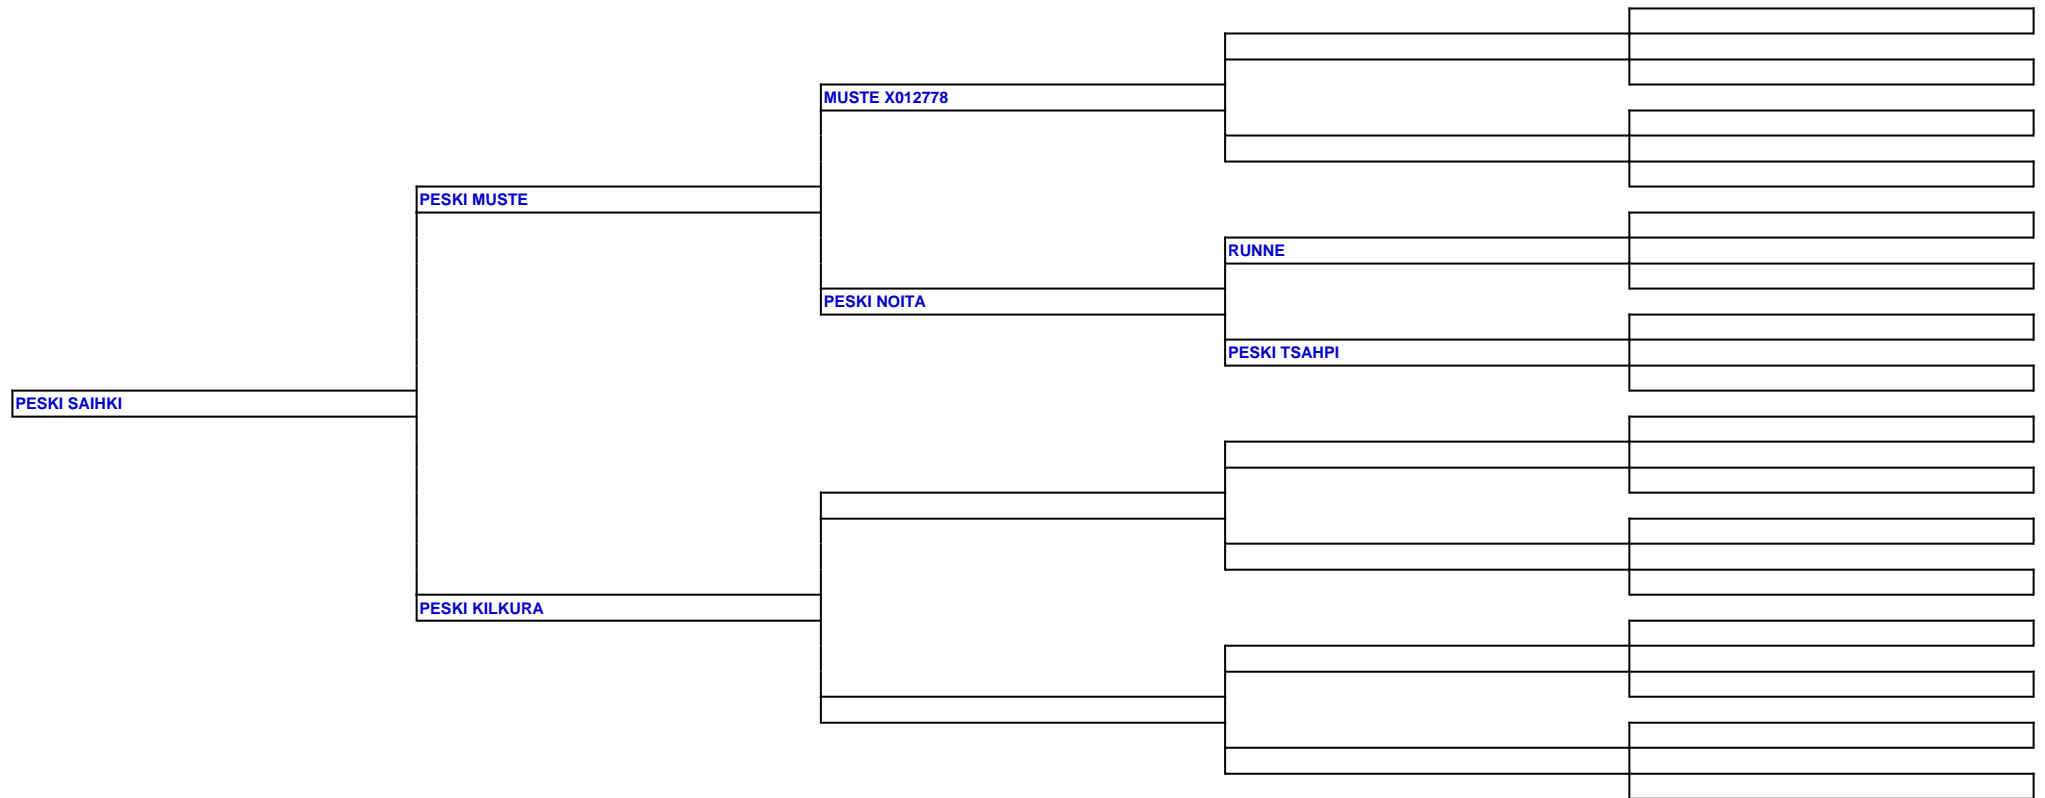 MUSTE X012778
PESKI MUSTE
RUNNE
PESKI NOITA
PESKI TSAHPI
PESKI SAIHKI
PESKI KILKURA